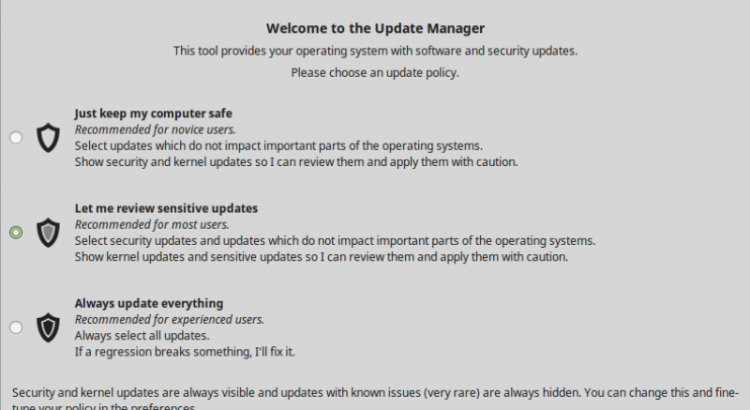 Welcome to the Update Manager
This tool provides your operating system with software and security updates.
Please choose an update policy.
Just keep my computer safe
Recommended for novice users.
Select updates which do not impact important parts of the operating systems.
Show security and kernel updates so I can review them and apply them with caution.
Let me review sensitive updates
Recommended for most users.
Select security updates and updates which do not impact important parts of the operating systems.
Show kernel updates and sensitive updates so I can review them and apply them with caution.
Always update everything
Recommended for experienced users.
Always select all updates.
If a regression breaks something, I'll fix it.
Security and kernel updates are always visible and updates with known issues (very rare) are always hidden. You can change this and fine-
tune your policy in the preferences.